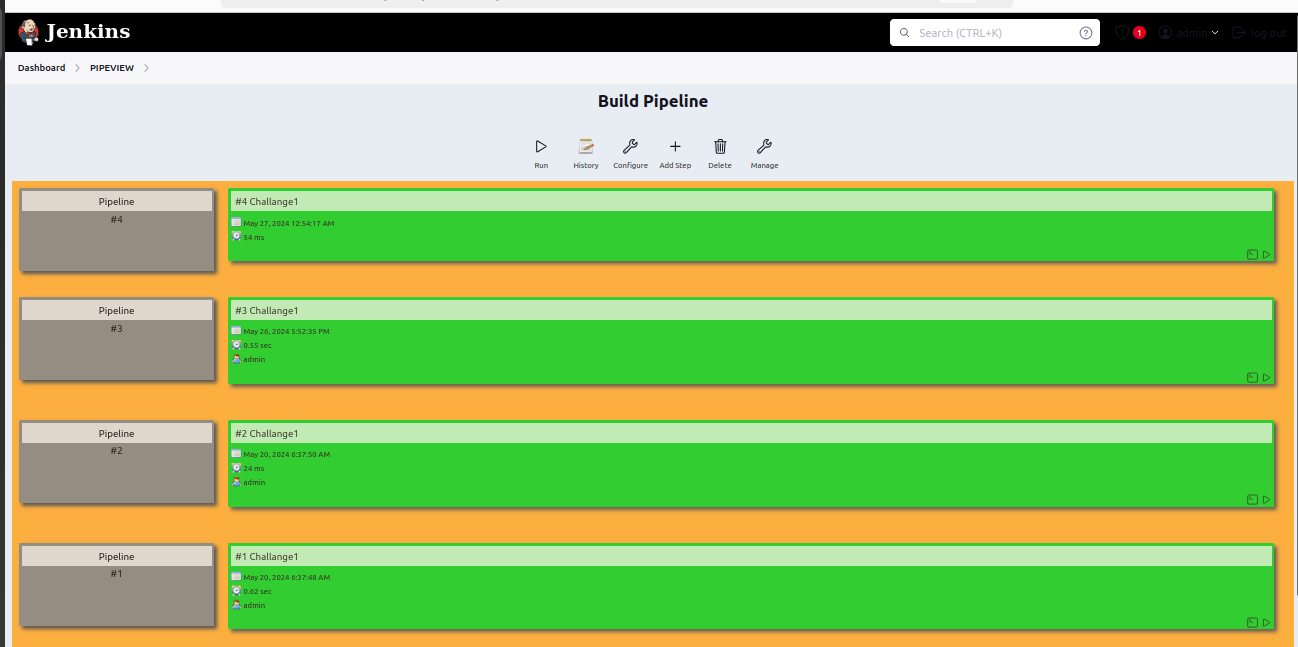 Jenkins
Search (CTRL+K)
1
admin
log out
Dashboard
PIPEVIEW
Build Pipeline
Run
History
Configure
Add Step
Delete
Manage
Pipeline
#4
#4 Challange1
May 27, 2024 12:54:17 AM
54 ms
Pipeline
#3
#3 Challange1
May 26, 2024 5:52:35 PM
0.55 sec
admin
Pipeline
#2
#2 Challange1
May 20, 2024 6:37:50 AM
24 ms
admin
Pipeline
#1
#1 Challange1
May 20, 2024 6:37:48 AM
0.62 sec
admin